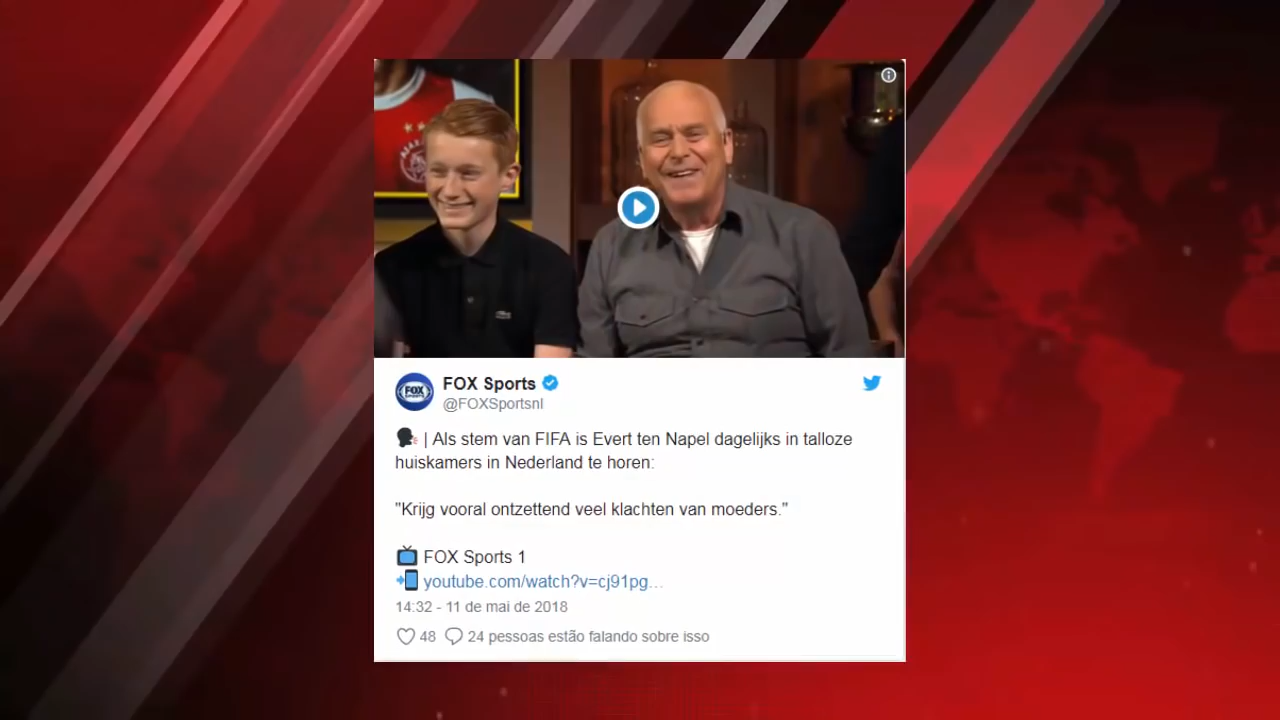 FOX Sports
@FOXSportsnl
FOX
SPORTS
| Als stem van FIFA is Evert ten Napel dagelijks in talloze
huiskamers in Nederland te horen:
"Krijg vooral ontzettend veel klachten van moeders."
FOX Sports 1
youtube.com/watch?v=cj91pg…
14:32 - 11 de mai de 2018
48 24 pessoas estão falando sobre isso